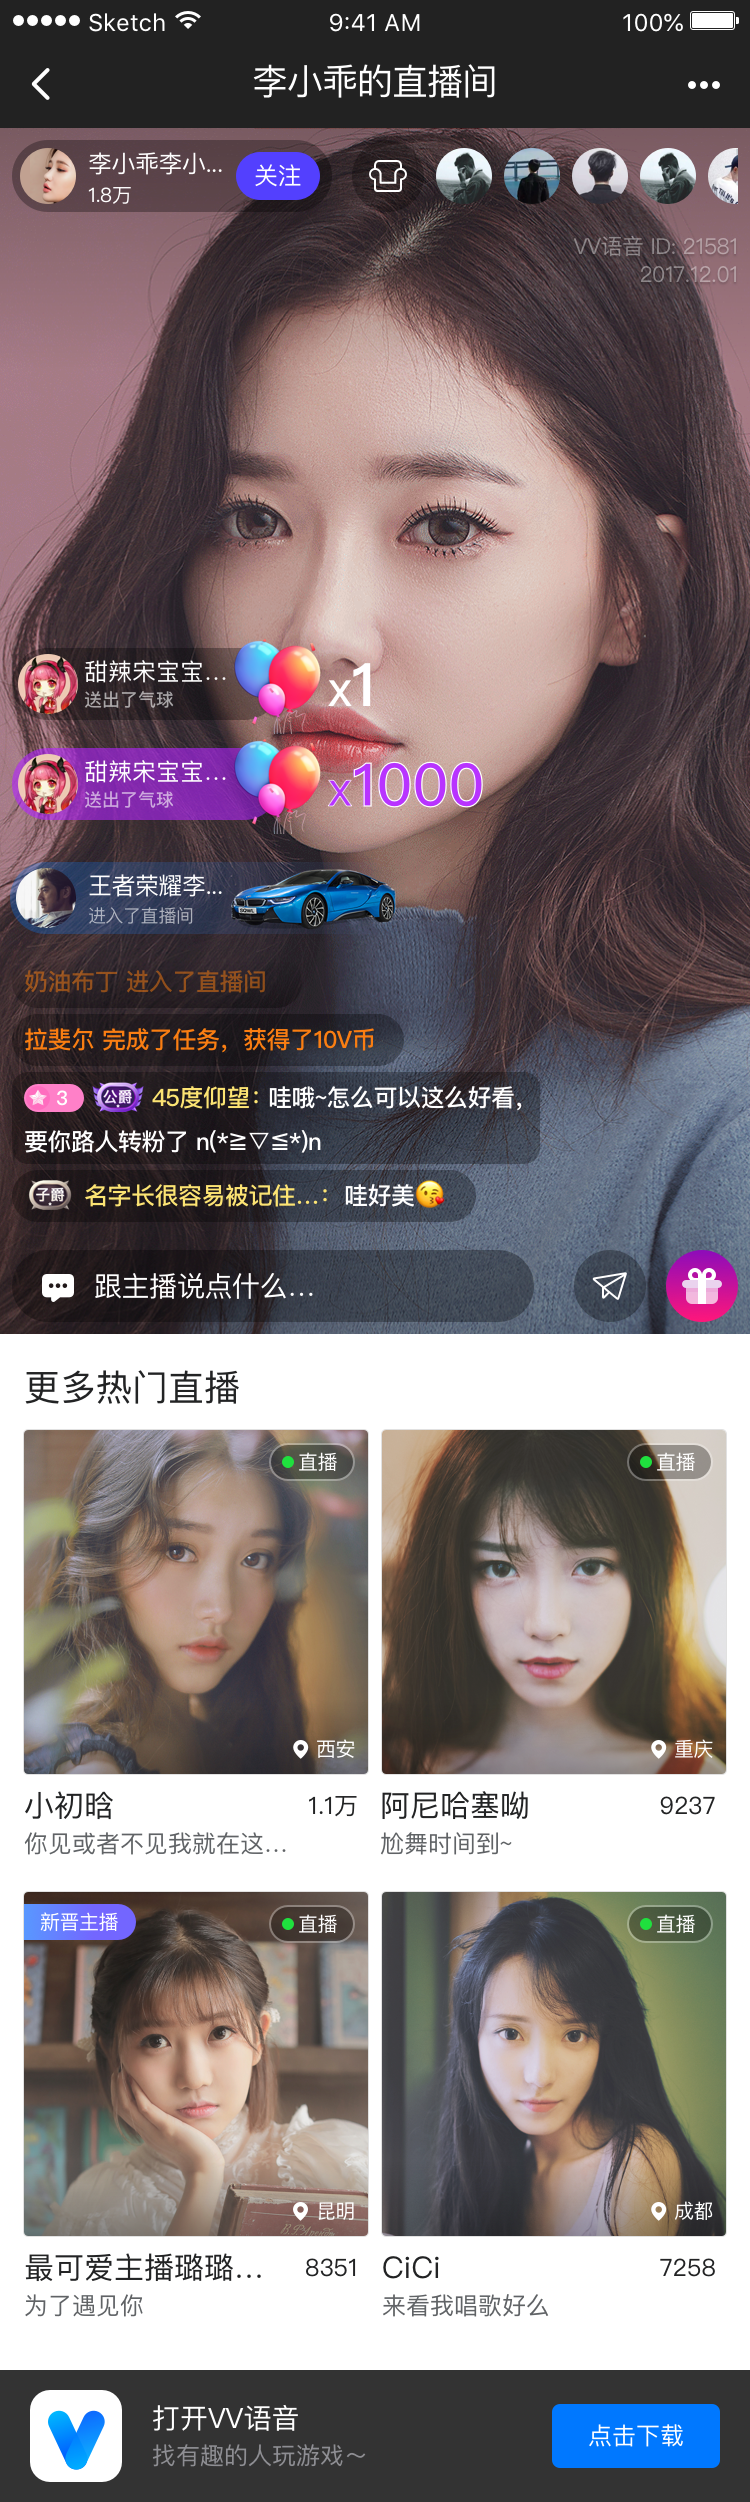 Sketch 9:41 AM 100%
李小乖的直播间
李小乖李小... 关注
1.8万
VV语音 ID: 21581
2017.12.01
甜辣宋宝宝... x1
送出了气球
甜辣宋宝宝... x1000
送出了气球
王者荣耀李...
进入了直播间
奶油布丁 进入了直播间
拉斐尔 完成了任务，获得了10V币
3 公爵 45度仰望：哇哦~怎么可以这么好看，
要你路人转粉了 n(*≧▽≦*)n
子爵 名字长很容易被记住...： 哇好美😘
跟主播说点什么...
更多热门直播
直播 直播
西安 重庆
小初晗 1.1万 阿尼哈塞呦 9237
你见或者不见我就在这... 尬舞时间到~
新晋主播 直播 直播
昆明 成都
最可爱主播璐璐... 8351 CiCi 7258
为了遇见你 来看我唱歌好么
打开VV语音 点击下载
找有趣的人玩游戏～